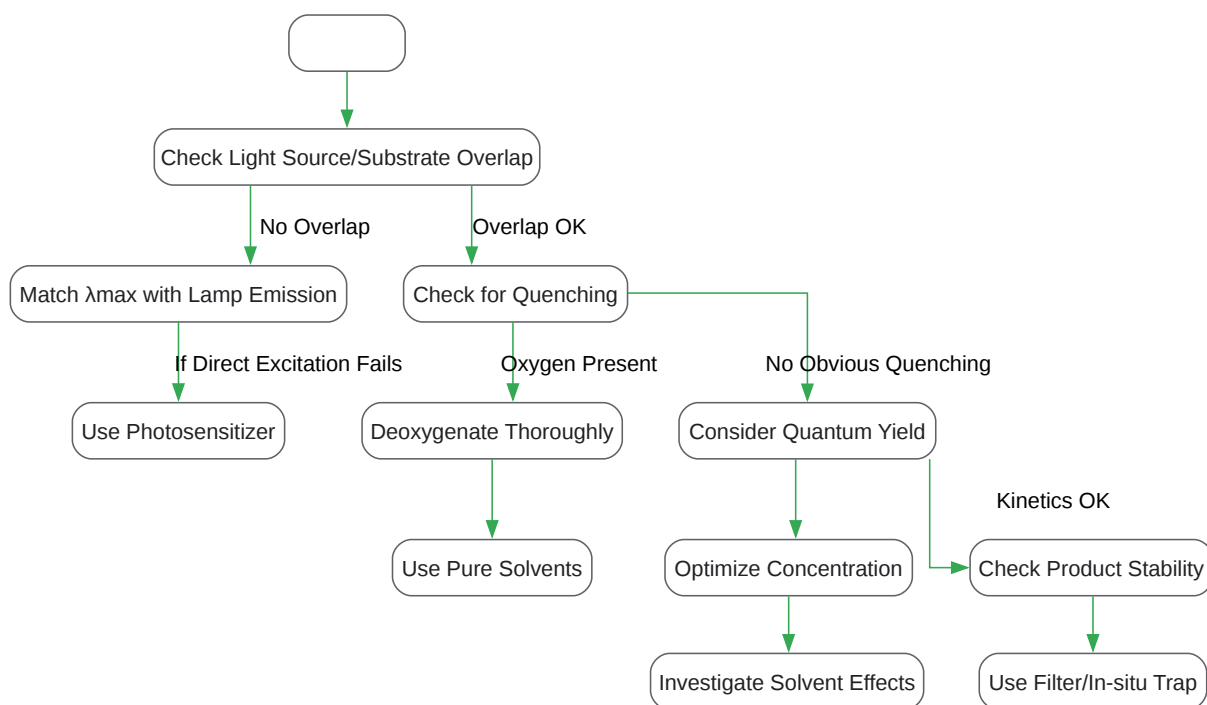 Check Light Source/Substrate Overlap
No Overlap
Overlap OK
Match λmax with Lamp Emission
Check for Quenching
If Direct Excitation Fails
Oxygen Present
No Obvious Quenching
Use Photosensitizer
Deoxygenate Thoroughly
Consider Quantum Yield
Kinetics OK
Use Pure Solvents
Optimize Concentration
Check Product Stability
Investigate Solvent Effects
Use Filter/In-situ Trap